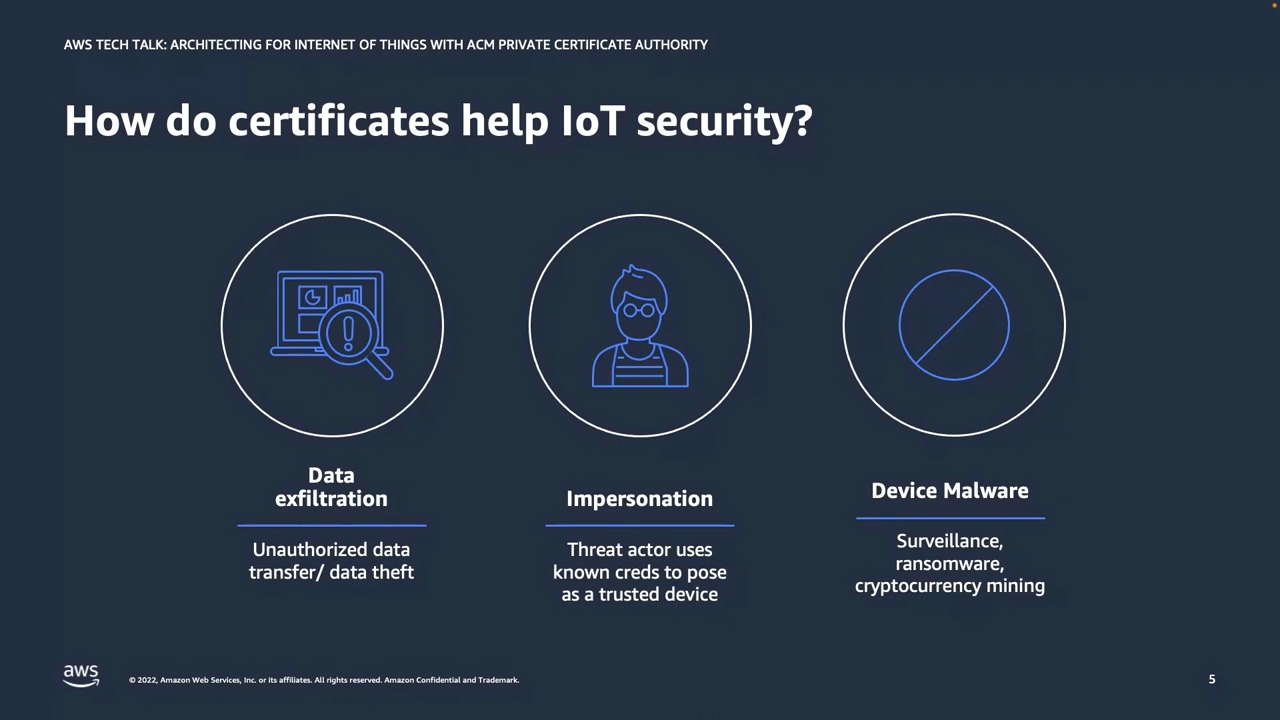 AWS TECH TALK: ARCHITECTING FOR INTERNET OF THINGS WITH ACM PRIVATE CERTIFICATE AUTHORITY
How do certificates help IoT security?
Data
exfiltration
Unauthorized data
transfer/ data theft
Impersonation
Threat actor uses
known creds to pose
as a trusted device
Device Malware
Surveillance,
ransomware,
cryptocurrency mining
aws
© 2022, Amazon Web Services, Inc. or its affiliates. All rights reserved. Amazon Confidential and Trademark.
5